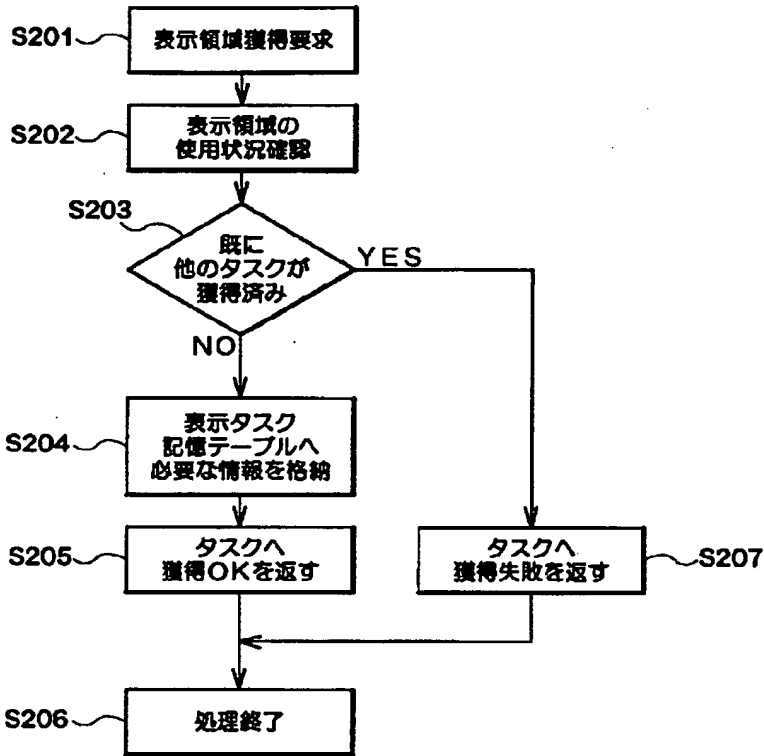 S201
表示領域獲得要求
S202
表示領域の
使用状況確認
S203
既に
他のタスクが
獲得済み
YES
NO
S204
表示タスク
記憶テーブルへ
必要な情報を格納
S205
タスクへ
獲得OKを返す
タスクへ
獲得失敗を返す
S207
S206
処理終了